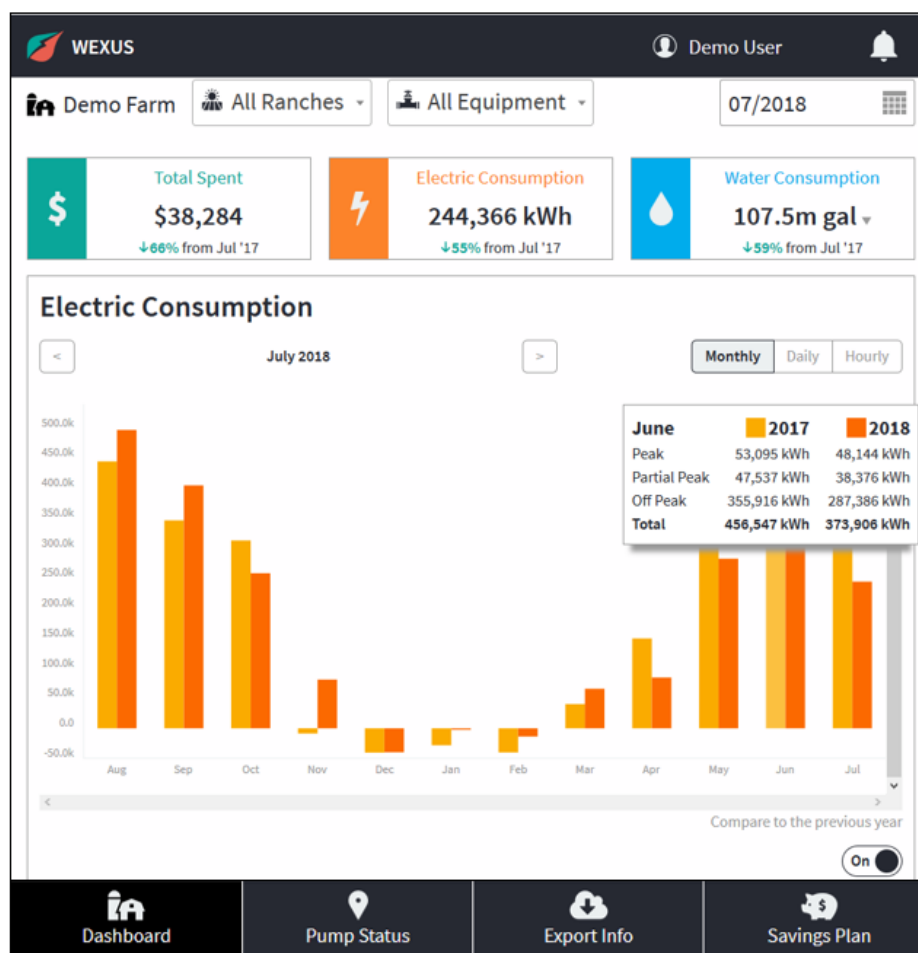 WEXUS
Demo User
Demo Farm
All Ranches
All Equipment
07/2018
$
Total Spent
$38,284
↓66% from Jul '17
Electric Consumption
244,366 kWh
↓55% from Jul '17
Water Consumption
107.5m gal
↓59% from Jul '17
Electric Consumption
< July 2018 >
Monthly Daily Hourly
500.0k
450.0k
400.0k
350.0k
300.0k
250.0k
200.0k
150.0k
100.0k
50.0k
0.0
-50.0k
June 2017 2018
Peak 53,095 kWh 48,144 kWh
Partial Peak 47,537 kWh 38,376 kWh
Off Peak 355,916 kWh 287,386 kWh
Total 456,547 kWh 373,906 kWh
Aug Sep Oct Nov Dec Jan Feb Mar Apr May Jun Jul
Compare to the previous year
On
Dashboard
Pump Status
Export Info
$
Savings Plan